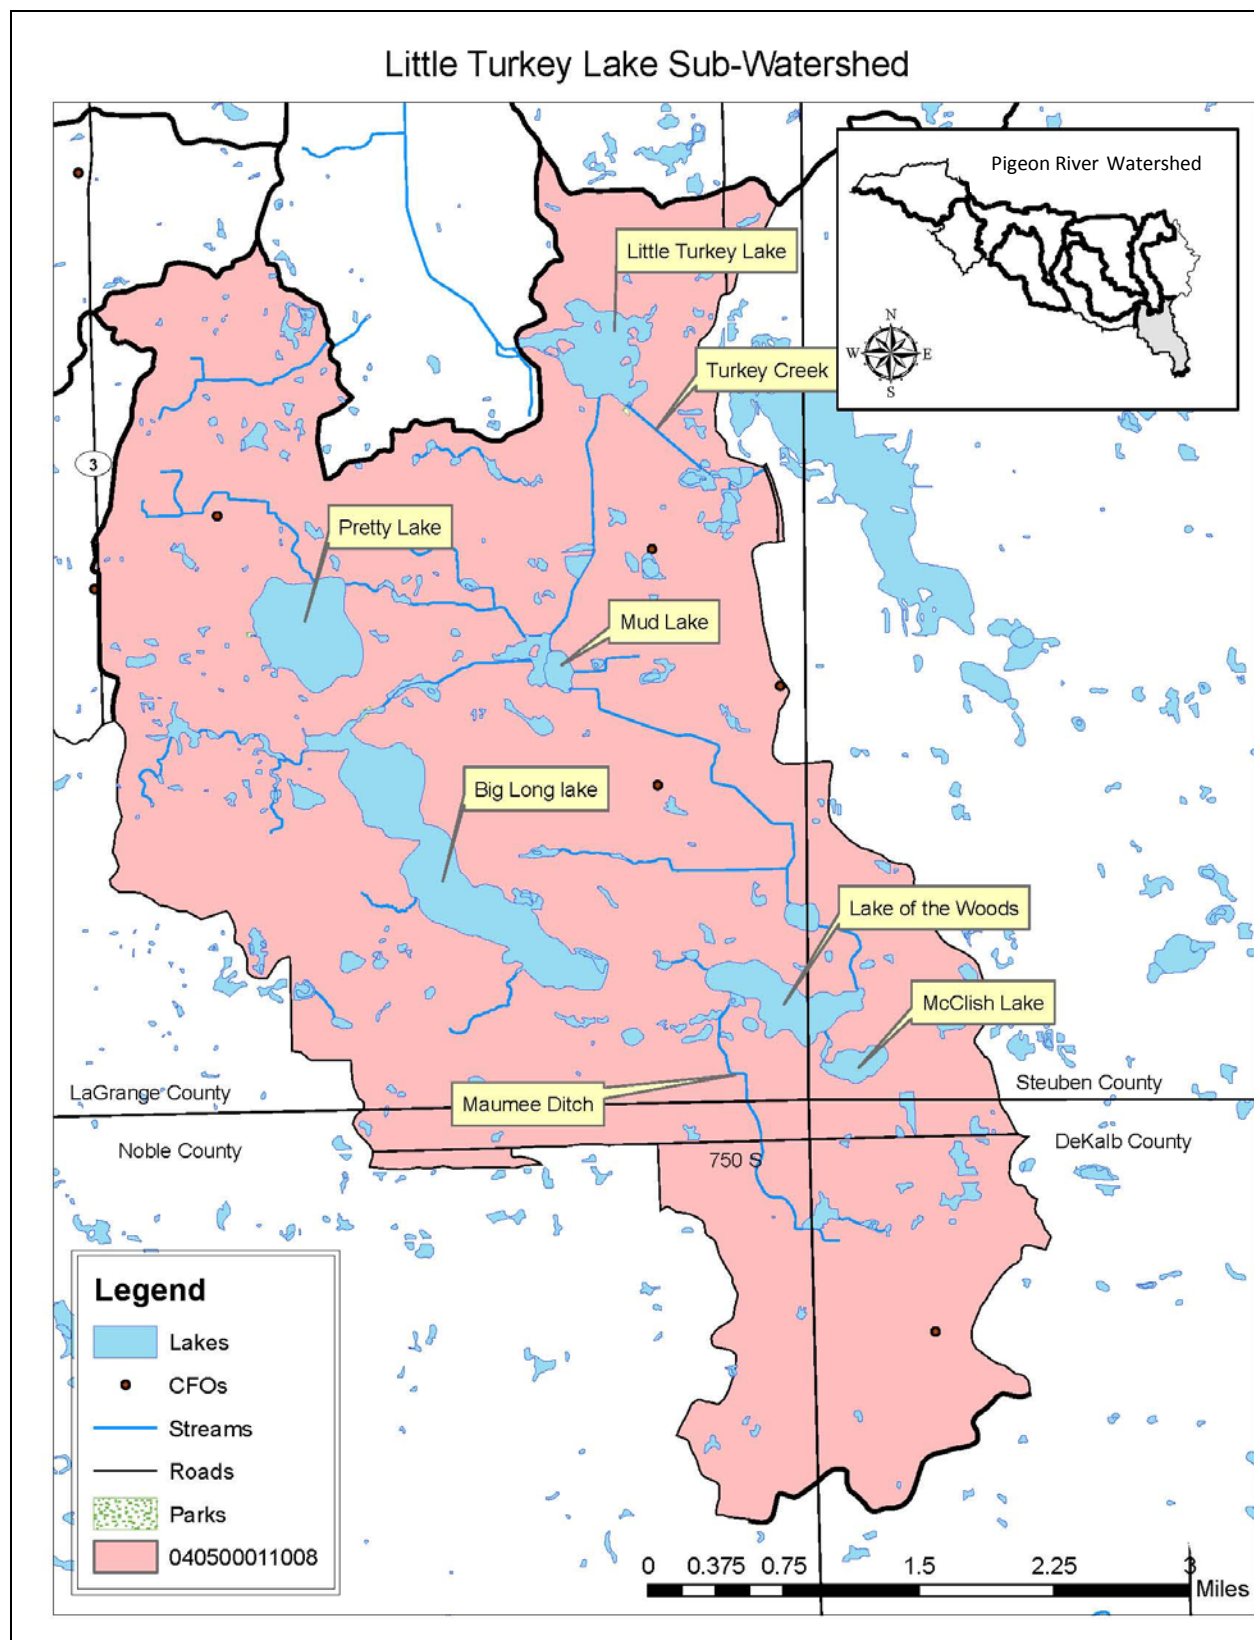 Little Turkey Lake Sub-Watershed
Pigeon River Watershed
N
W E
S
Little Turkey Lake
Turkey Creek
3
Pretty Lake
Mud Lake
Big Long lake
Lake of the Woods
McClish Lake
Maumee Ditch
LaGrange County
Steuben County
Noble County
DeKalb County
750 S
Legend
Lakes
CFOs
Streams
Roads
Parks
040500011008
0 0.375 0.75 1.5 2.25 3
Miles